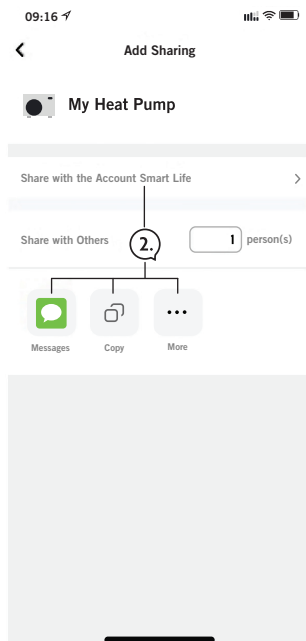 09:16
Add Sharing
My Heat Pump
Share with the Account Smart Life
Share with Others 2. 1 person(s)
Messages Copy More